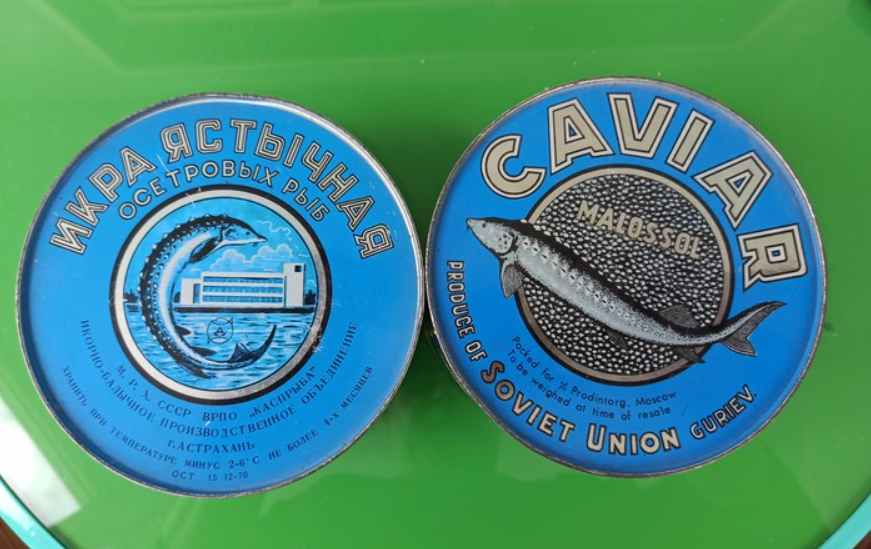 ИКРА ЯСТЫЧНАЯ
ОСЕТРОВЫХ РЫБ
М. Р. Х. СССР ВРПО „КАСПРЫБА“
ИКОРНО-БАЛЫЧНОЕ ПРОИЗВОДСТВЕННОЕ ОБЪЕДИНЕНИЕ
Г. АСТРАХАНЬ
ХРАНИТЬ ПРИ ТЕМПЕРАТУРЕ МИНУС 2-6°С НЕ БОЛЕЕ 4-Х МЕСЯЦЕВ
ОСТ 15 12-70
CAVIAR
MALOSSOL
Packed for V/o Prodintorg, Moscow
To be weighed at time of resale
PRODUCE OF SOVIET UNION GURIEV